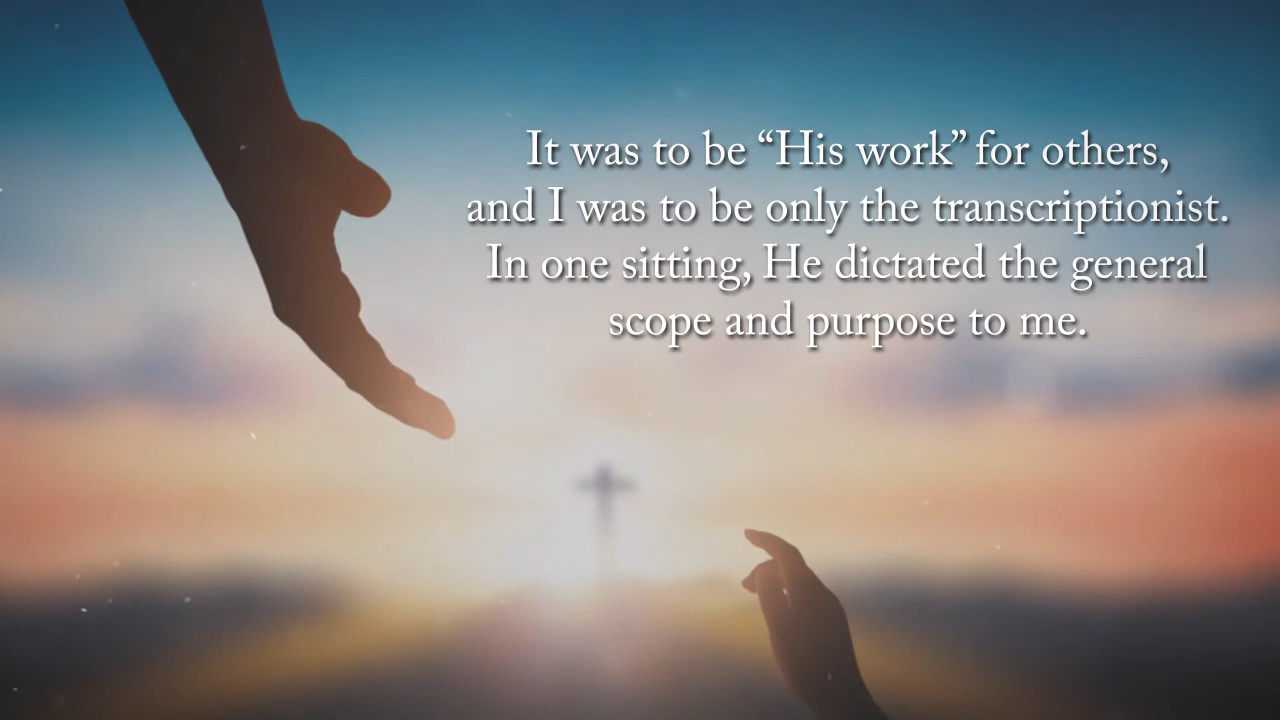 It was to be “His work” for others,
and I was to be only the transcriptionist.
In one sitting, He dictated the general
scope and purpose to me.